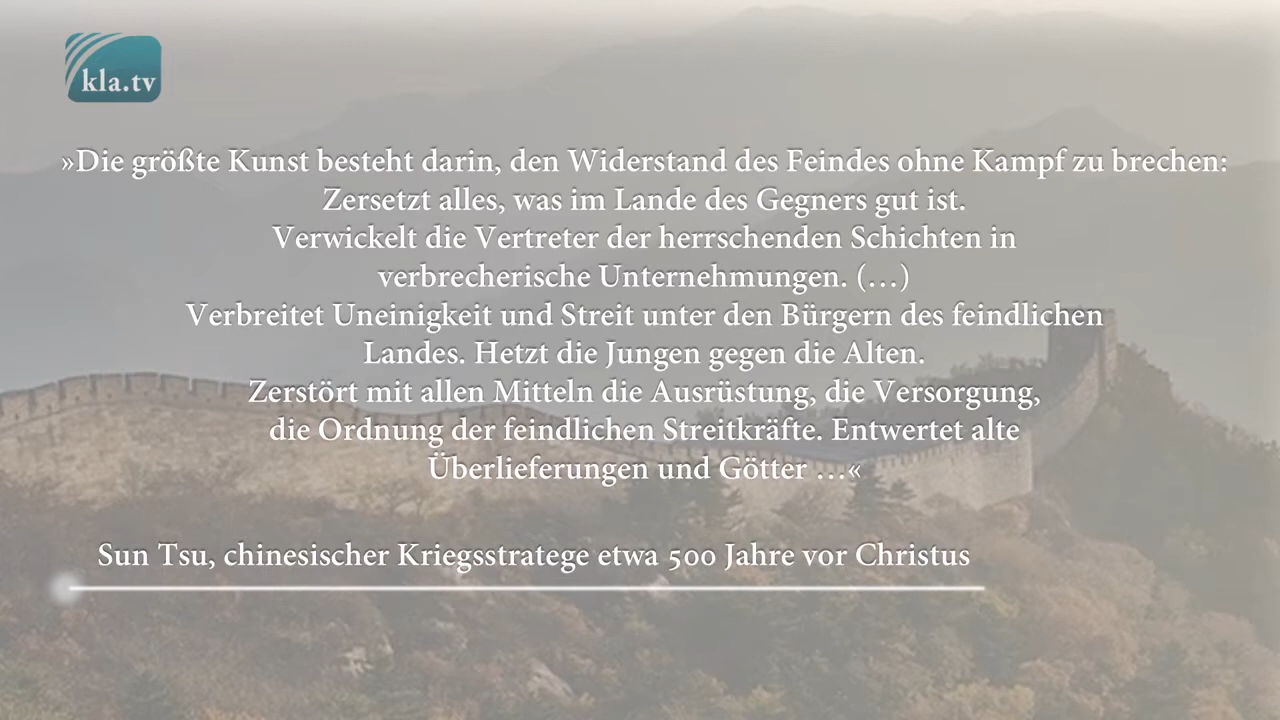 kla.tv
»Die größte Kunst besteht darin, den Widerstand des Feindes ohne Kampf zu brechen:
Zersetzt alles, was im Lande des Gegners gut ist.
Verwickelt die Vertreter der herrschenden Schichten in
verbrecherische Unternehmungen. (…)
Verbreitet Uneinigkeit und Streit unter den Bürgern des feindlichen
Landes. Hetzt die Jungen gegen die Alten.
Zerstört mit allen Mitteln die Ausrüstung, die Versorgung,
die Ordnung der feindlichen Streitkräfte. Entwertet alte
Überlieferungen und Götter …«
Sun Tsu, chinesischer Kriegsstratege etwa 500 Jahre vor Christus